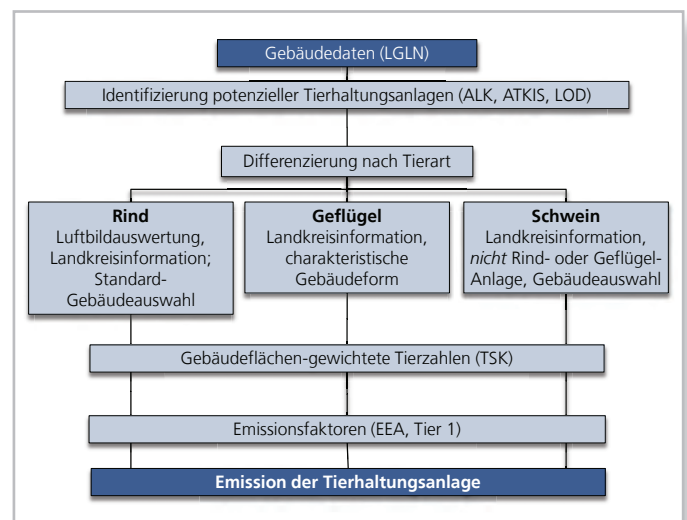 Gebäudedaten (LGLN)
Identifizierung potenzieller Tierhaltungsanlagen (ALK, ATKIS, LOD)
Differenzierung nach Tierart
Rind
Luftbildauswertung,
Landkreisinformation;
Standard-
Gebäudeauswahl
Geflügel
Landkreisinformation,
charakteristische
Gebäudeform
Schwein
Landkreisinformation,
nicht Rind- oder Geflügel-
Anlage, Gebäudeauswahl
Gebäudeflächen-gewichtete Tierzahlen (TSK)
Emissionsfaktoren (EEA, Tier 1)
Emission der Tierhaltungsanlage